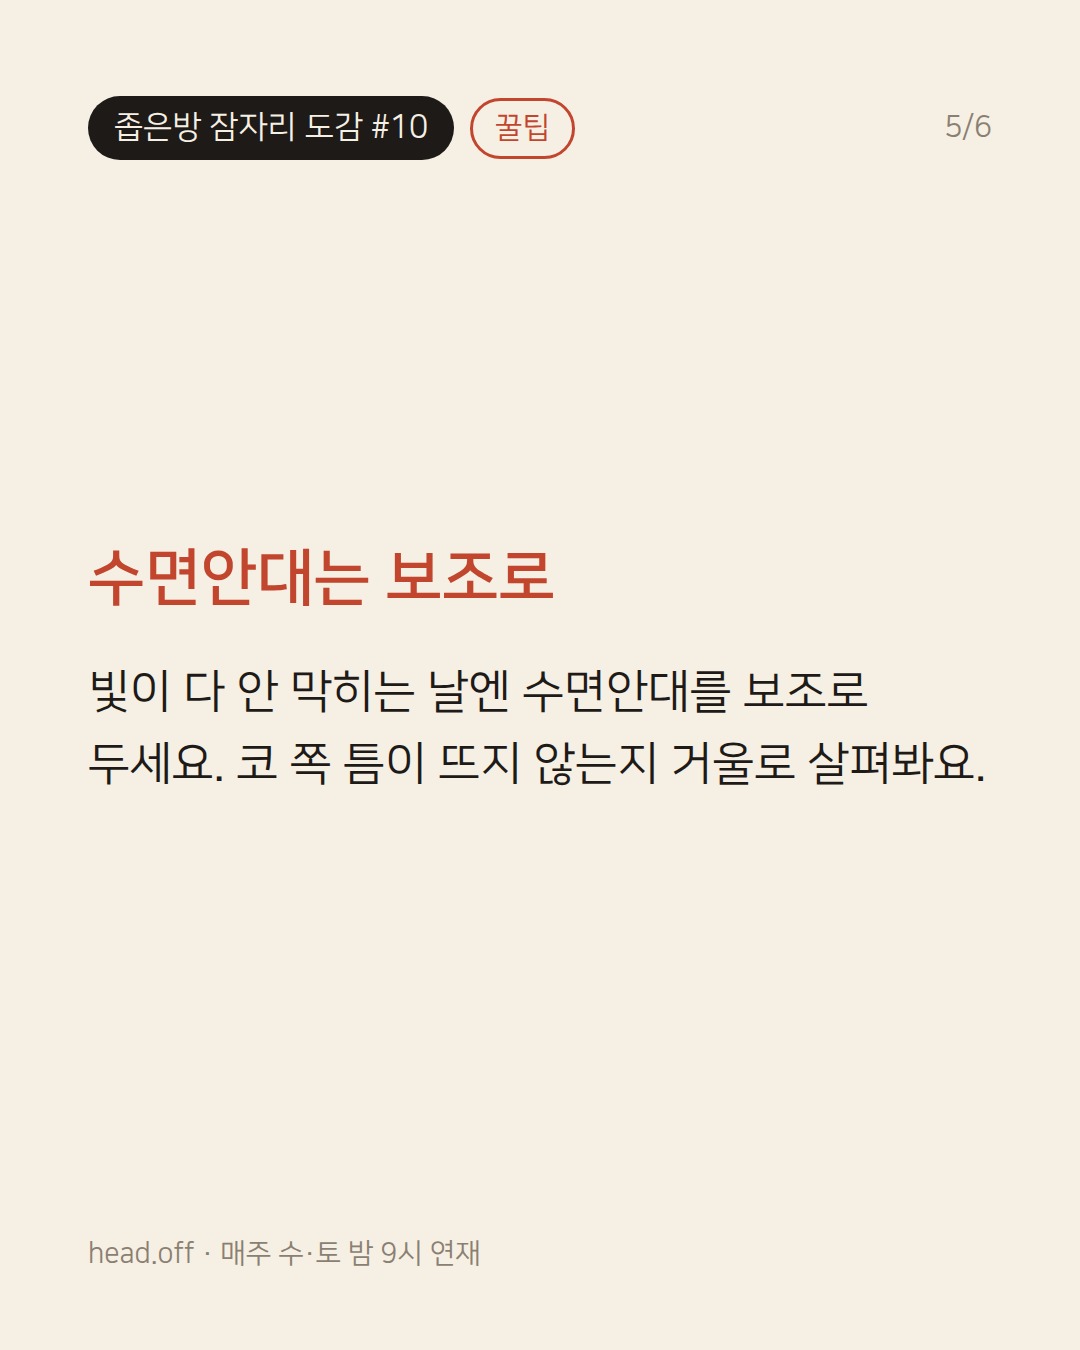 좁은방 잠자리 도감 #10
꿀팁
5/6
수면안대는 보조로
빛이 다 안 막히는 날엔 수면안대를 보조로
두세요. 코 쪽 틈이 뜨지 않는지 거울로 살펴봐요.
head.off · 매주 수·토 밤 9시 연재